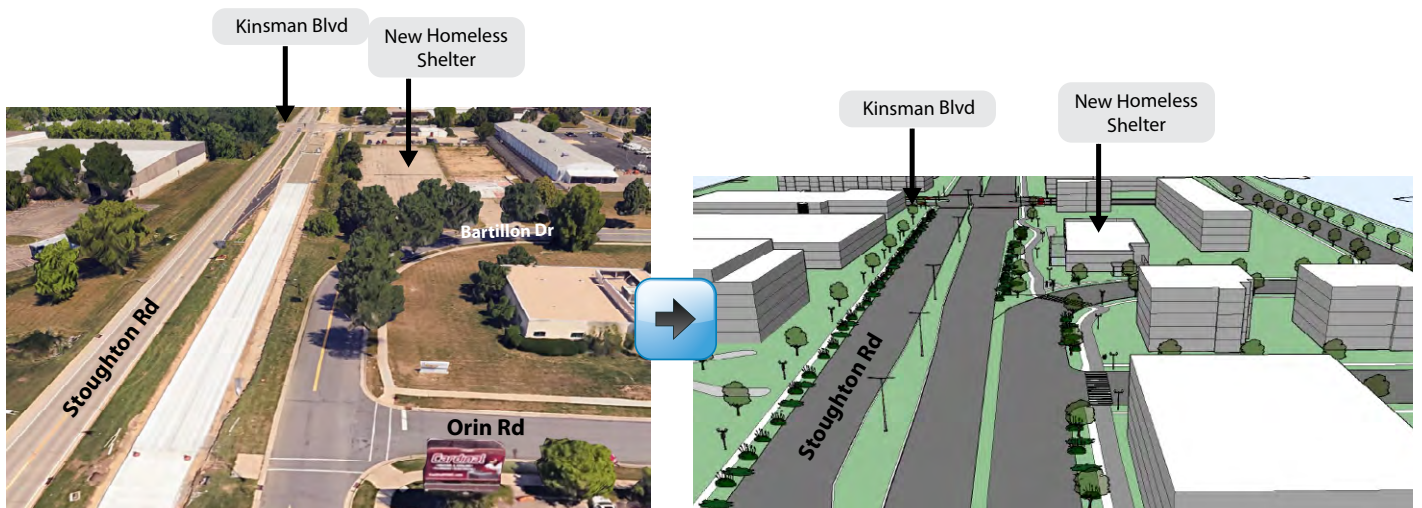 Kinsman Blvd
New Homeless
Shelter
Bartillon Dr
Stoughton Rd
Orin Rd
Cardinal
Kinsman Blvd
New Homeless
Shelter
Stoughton Rd